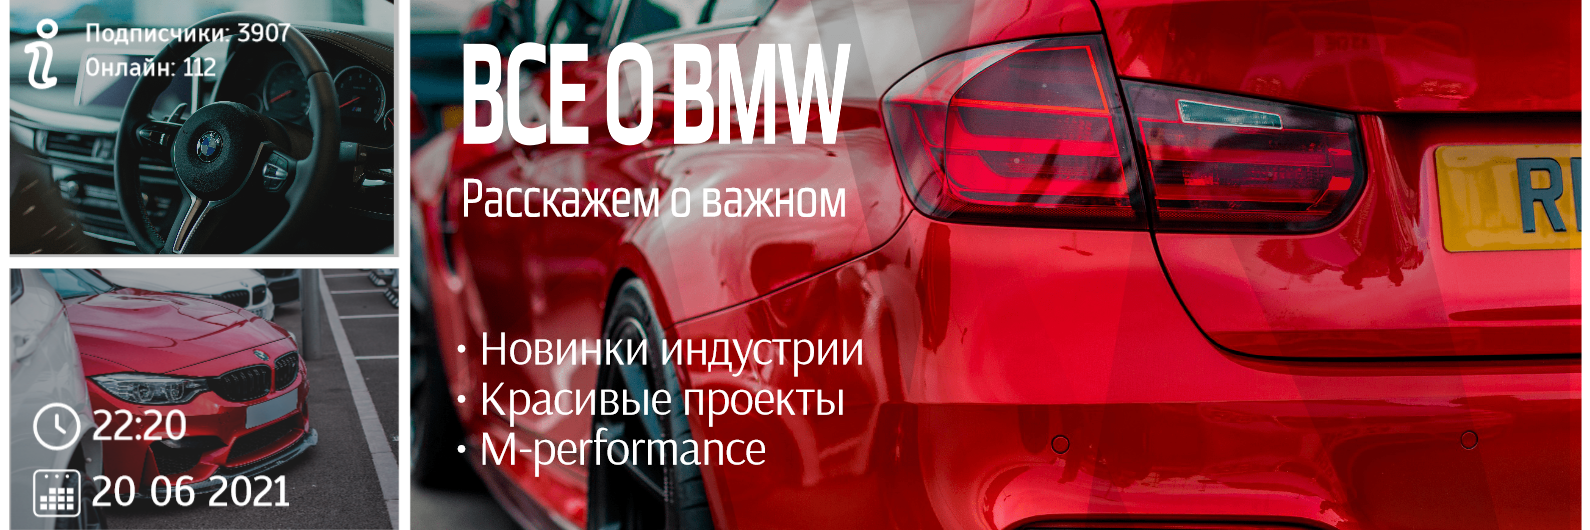 Подписчики: 3907
Онлайн: 112
ВСЕ О BMW
Расскажем о важном
• Новинки индустрии
• Красивые проекты
• M-performance
22:20
20 06 2021